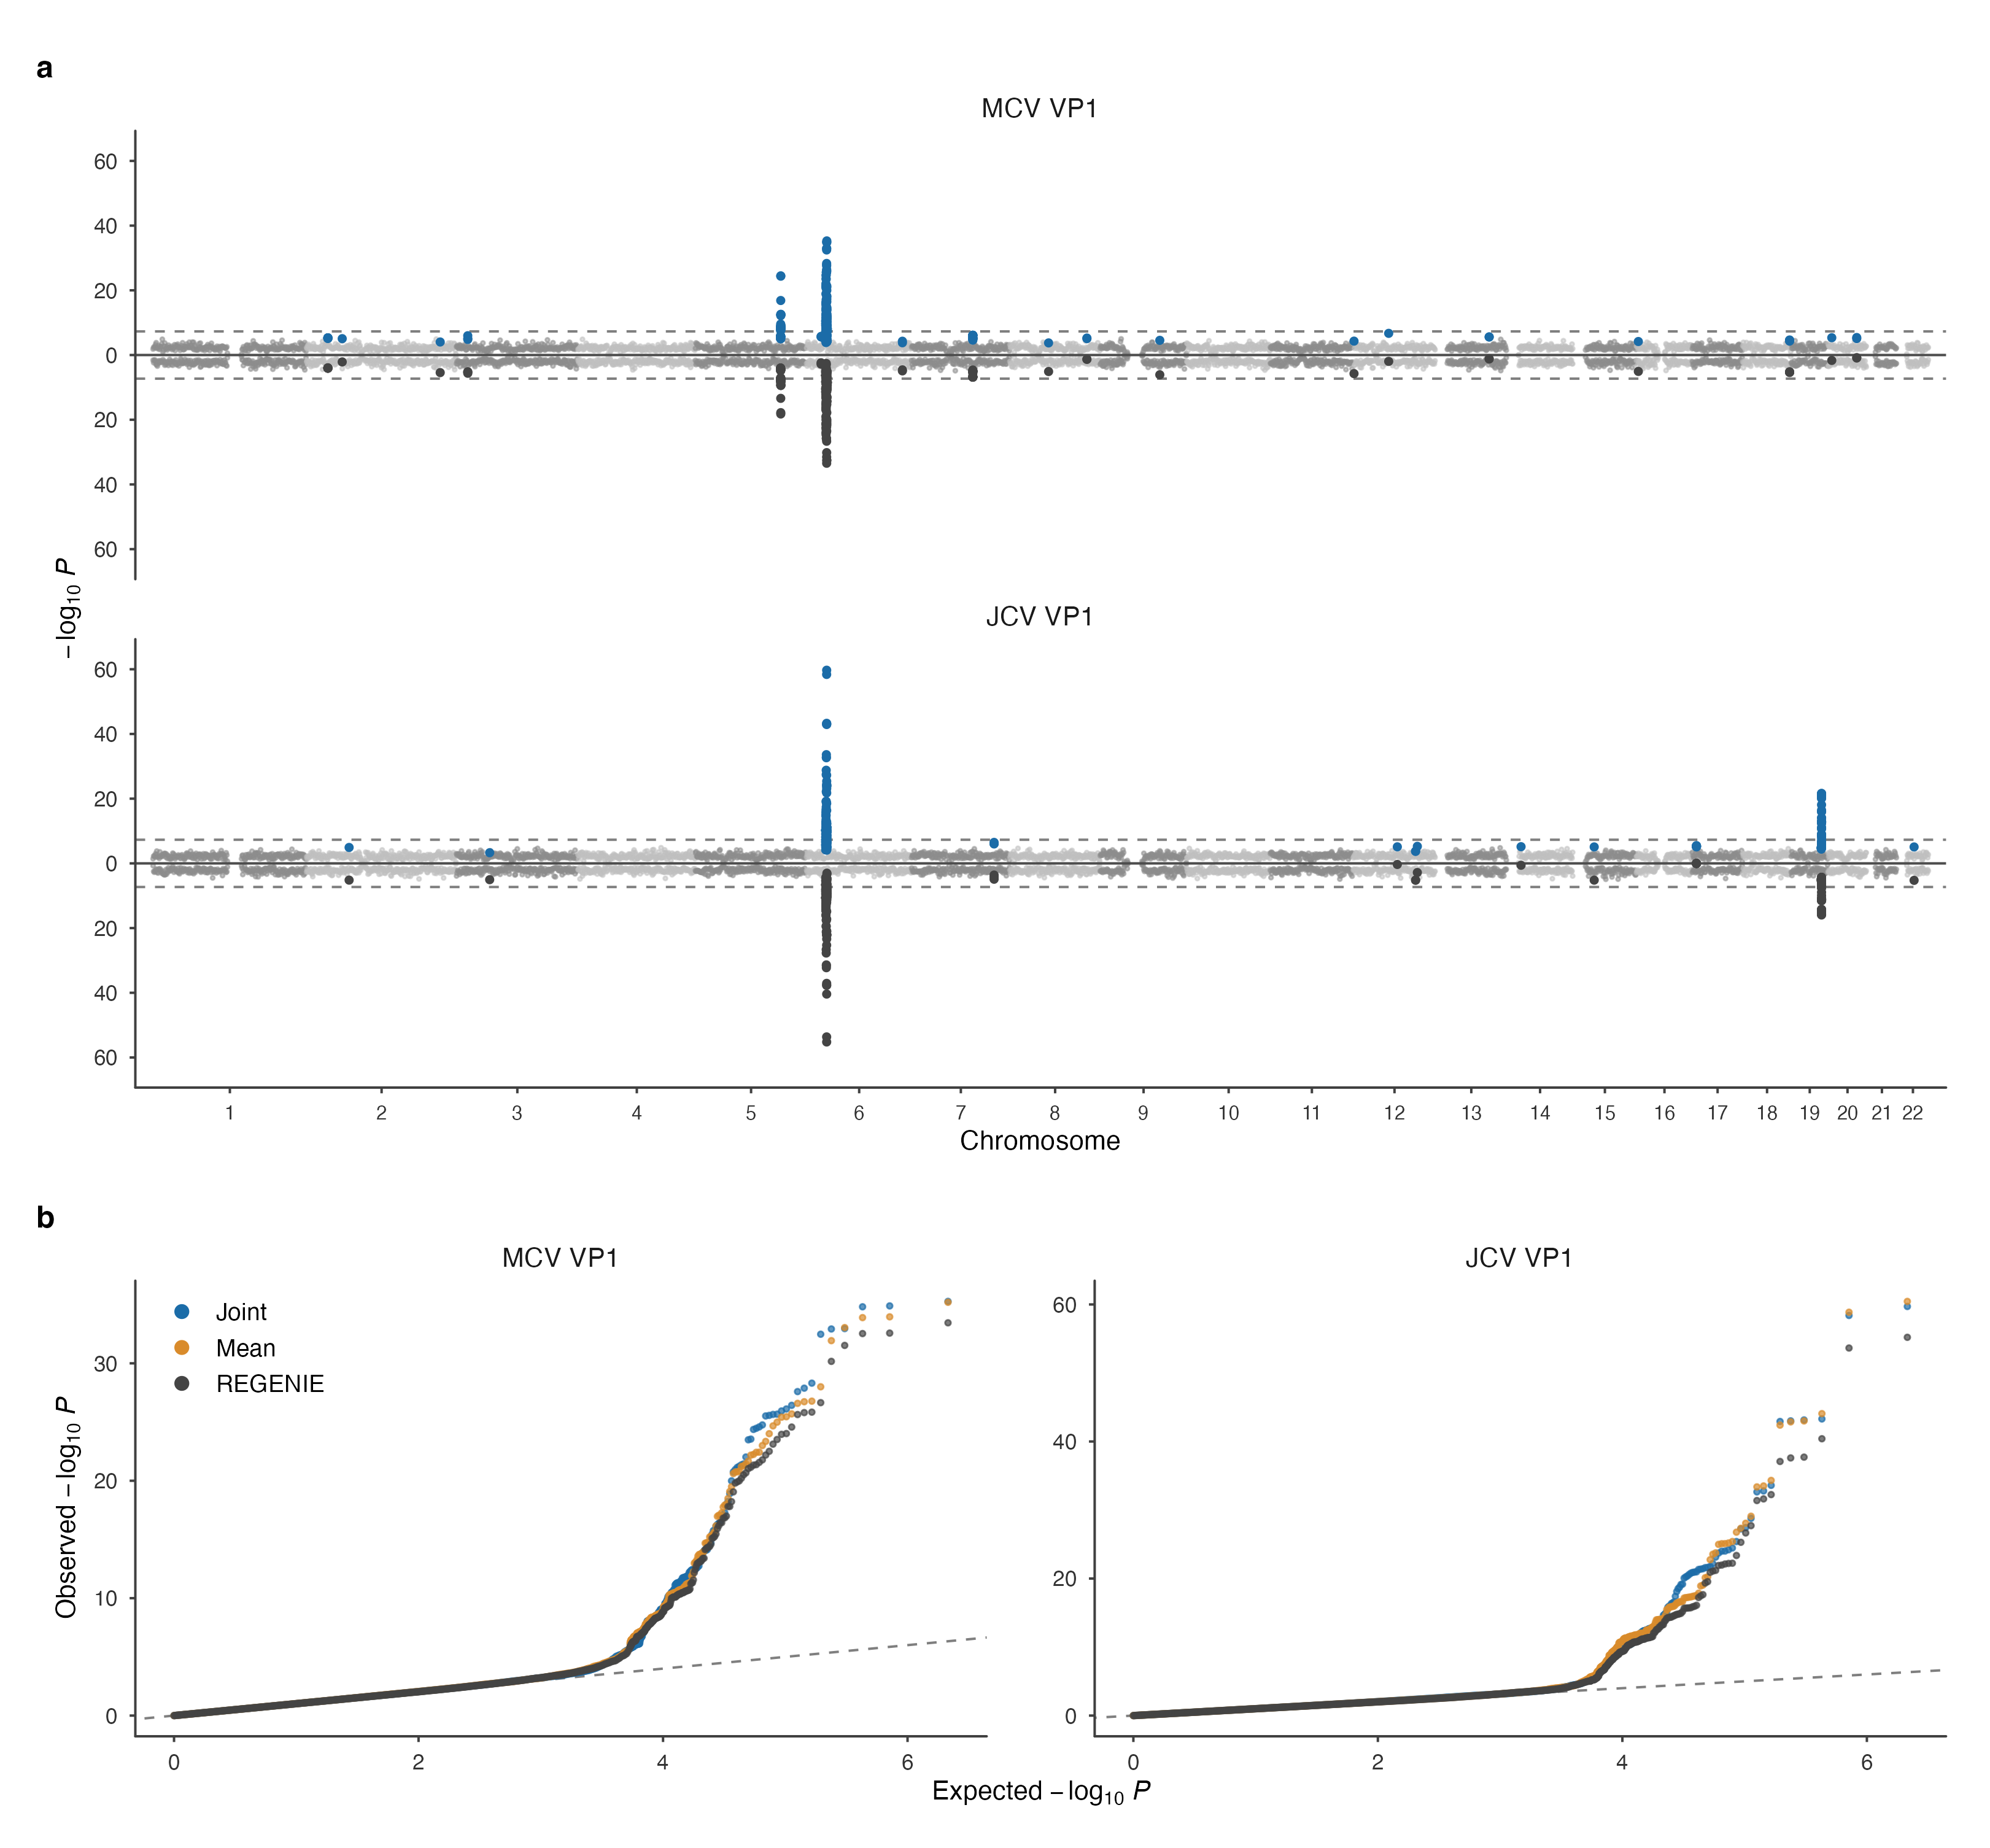 a
MCV VP1
60
40
20
0
20
40
60
− log10 P
JCV VP1
60
40
20
0
20
40
60
1 2 3 4 5 6 7 8 9 10 11 12 13 14 15 16 17 18 19 20 21 22
Chromosome
b
MCV VP1
Joint
Mean
REGENIE
30
20
10
0
Observed − log10 P
0 2 4 6
JCV VP1
60
40
20
0
0 2 4 6
Expected − log10 P